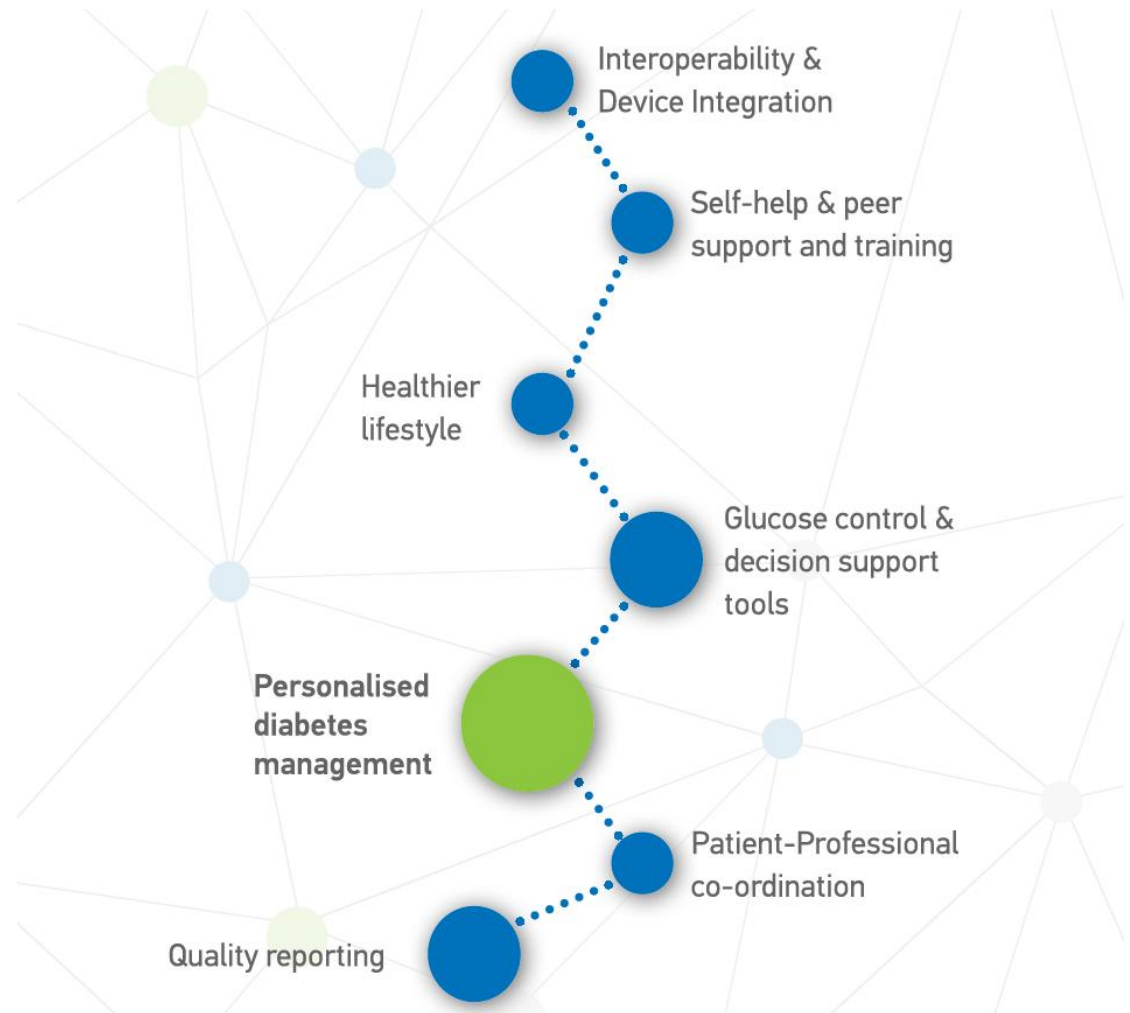 Interoperability &
Device Integration
Self-help & peer
support and training
Healthier
lifestyle
Glucose control &
decision support
tools
Personalised
diabetes
management
Patient-Professional
co-ordination
Quality reporting